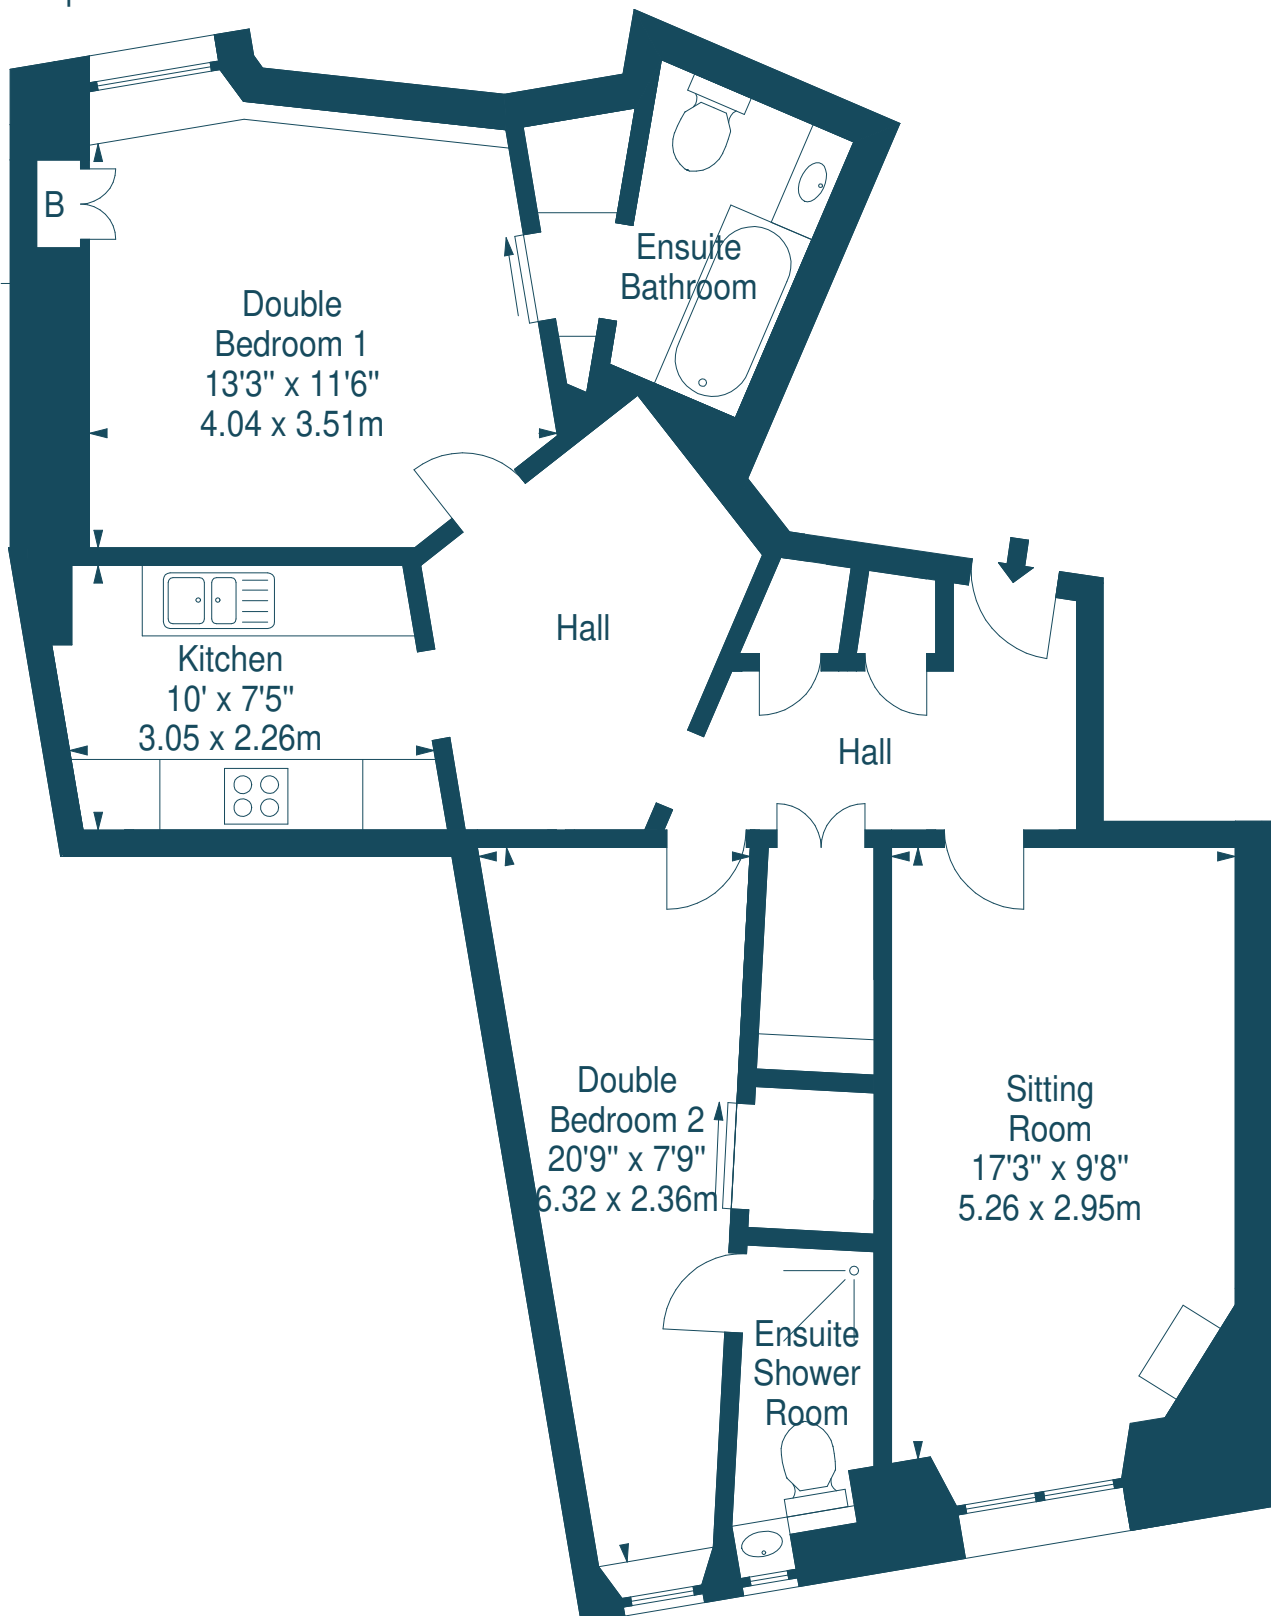 B
Ensuite
Bathroom
Double
Bedroom 1
13'3" x 11'6"
4.04 x 3.51m
Hall
Kitchen
10' x 7'5"
3.05 x 2.26m
Hall
Double
Bedroom 2
20'9" x 7'9"
6.32 x 2.36m
Sitting
Room
17'3" x 9'8"
5.26 x 2.95m
Ensuite
Shower
Room